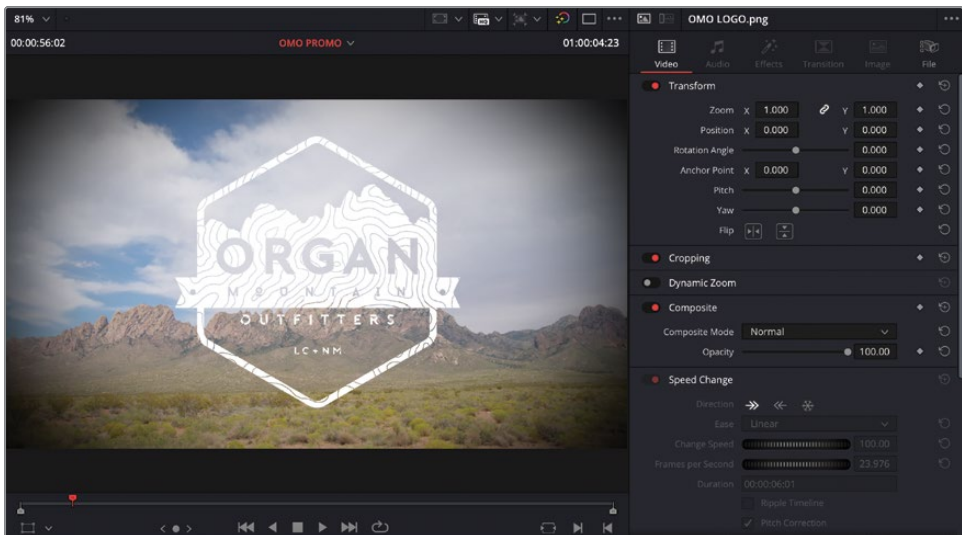 81%
OMO LOGO.png
00:00:56:02
OMO PROMO
01:00:04:23
Video
Audio
Effects
Transition
Image
File
Transform
Zoom X 1.000 Y 1.000
Position X 0.000 Y 0.000
Rotation Angle 0.000
Anchor Point X 0.000 Y 0.000
Pitch 0.000
Yaw 0.000
Flip
Cropping
Dynamic Zoom
Composite
Composite Mode Normal
Opacity 100.00
Speed Change
Direction
Ease Linear
Change Speed 100.00
Frames per Second 23.976
Duration 00:00:06:01
Ripple Timeline
Pitch Correction
ORGAN
MOUNTAIN
OUTFITTERS
LC+NM